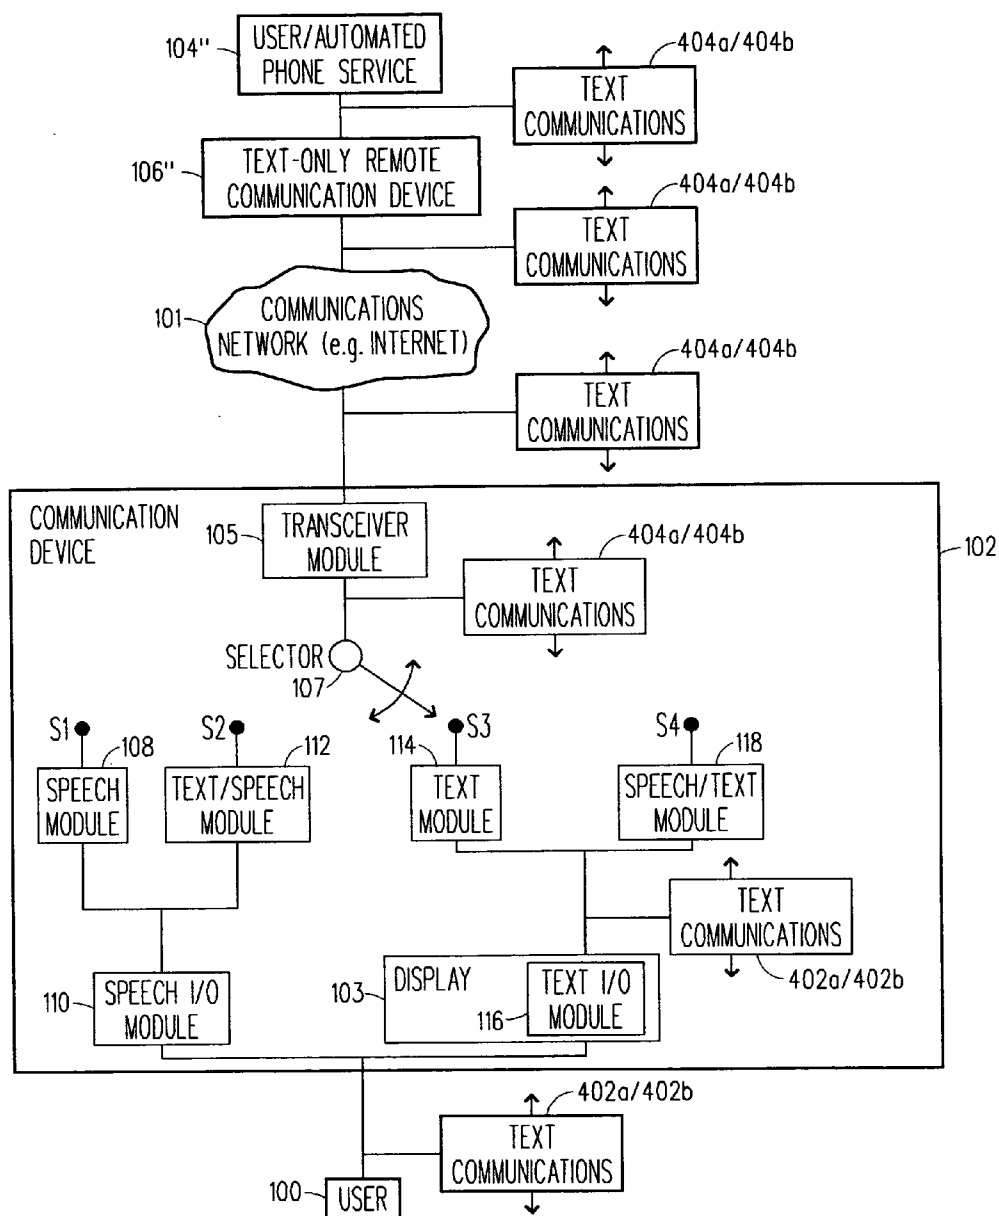 USER/AUTOMATED
PHONE SERVICE
104"
404a/404b
TEXT
COMMUNICATIONS
TEXT-ONLY REMOTE
COMMUNICATION DEVICE
106"
404a/404b
TEXT
COMMUNICATIONS
COMMUNICATIONS
NETWORK (e.g. INTERNET)
101
404a/404b
TEXT
COMMUNICATIONS
COMMUNICATION
DEVICE
102
TRANSCEIVER
MODULE
105
404a/404b
TEXT
COMMUNICATIONS
SELECTOR
107
S1
108
SPEECH
MODULE
S2
112
TEXT/SPEECH
MODULE
S3
114
TEXT
MODULE
S4
118
SPEECH/TEXT
MODULE
TEXT
COMMUNICATIONS
402a/402b
110
SPEECH I/O
MODULE
103
DISPLAY
116
TEXT I/O
MODULE
402a/402b
TEXT
COMMUNICATIONS
100
USER